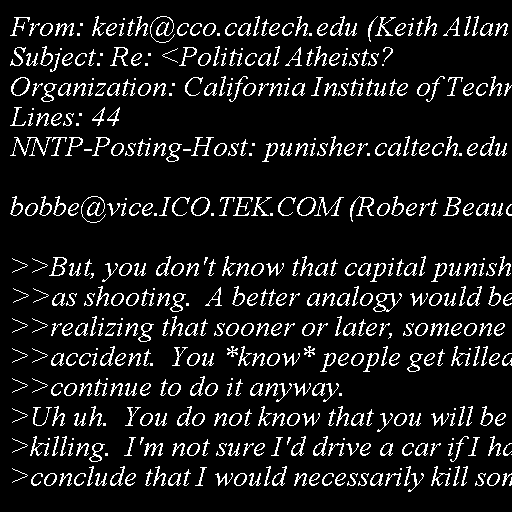 From: keith@cco.caltech.edu (Keith Allan
Subject: Re: <Political Atheists?
Organization: California Institute of Techn
Lines: 44
NNTP-Posting-Host: punisher.caltech.edu

bobbe@vice.ICO.TEK.COM (Robert Beauc

>>But, you don't know that capital punish
>>as shooting.  A better analogy would be
>>realizing that sooner or later, someone
>>accident.  You *know* people get killed
>>continue to do it anyway.
>Uh uh.  You do not know that you will be
>killing.  I'm not sure I'd drive a car if I ha
>conclude that I would necessarily kill som